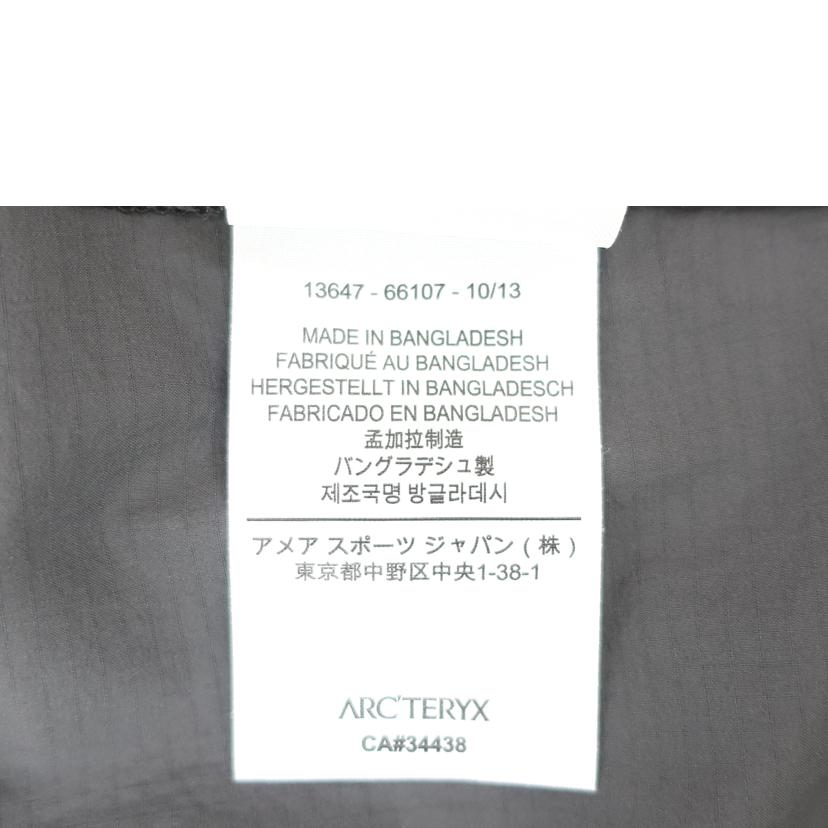 13647 - 66107 - 10/13
MADE IN BANGLADESH
FABRIQUÉ AU BANGLADESH
HERGESTELLT IN BANGLADESCH
FABRICADO EN BANGLADESH
孟加拉制造
バングラデシュ製
제조국명 방글라데시
アメア スポーツ ジャパン ( 株 )
東京都中野区中央1-38-1
ARC'TERYX
CA#34438